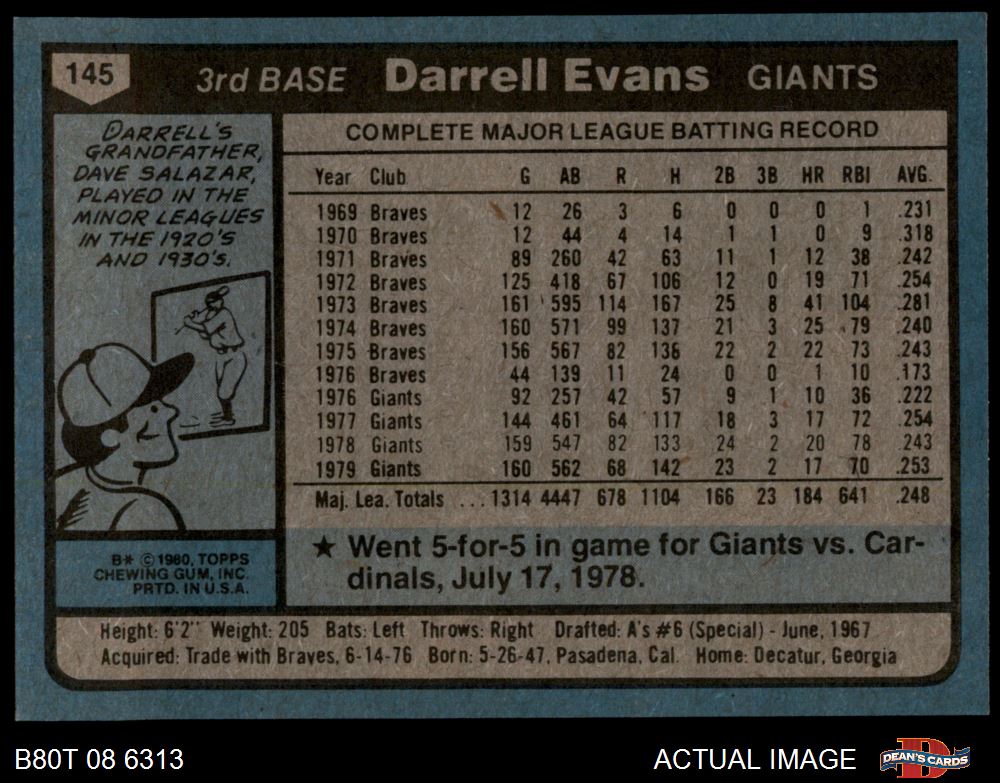 145 3rd BASE Darrell Evans GIANTS
DARRELL'S
GRANDFATHER,
DAVE SALAZAR,
PLAYED IN THE
MINOR LEAGUES
IN THE 1920'S
AND 1930'S.
COMPLETE MAJOR LEAGUE BATTING RECORD
Year Club G AB R H 2B 3B HR RBI AVG.
1969 Braves 12 26 3 6 0 0 0 1 .231
1970 Braves 12 44 4 14 1 1 0 9 .318
1971 Braves 89 260 42 63 11 1 12 38 .242
1972 Braves 125 418 67 106 12 0 19 71 .254
1973 Braves 161 595 114 167 25 8 41 104 .281
1974 Braves 160 571 99 137 21 3 25 79 .240
1975 Braves 156 567 82 138 22 2 22 73 .243
1976 Braves 44 139 11 24 0 0 1 10 .173
1976 Giants 92 257 42 57 9 1 10 36 .222
1977 Giants 144 461 64 117 18 3 17 72 .254
1978 Giants 159 547 82 133 24 2 20 78 .243
1979 Giants 160 562 68 142 23 2 17 70 .253
Maj. Lea. Totals ...1314 4447 678 1104 166 23 184 641 .248
★ Went 5-for-5 in game for Giants vs. Car-
dinals, July 17, 1978.
B* © 1980, TOPPS
CHEWING GUM, INC.
PRTD. IN U.S.A.
Height: 6'2" Weight: 205 Bats: Left Throws: Right Drafted: A's #6 (Special) - June, 1967
Acquired: Trade with Braves, 6-14-76 Born: 5-26-47, Pasadena, Cal. Home: Decatur, Georgia
B80T 08 6313 ACTUAL IMAGE DEAN'S CARDS